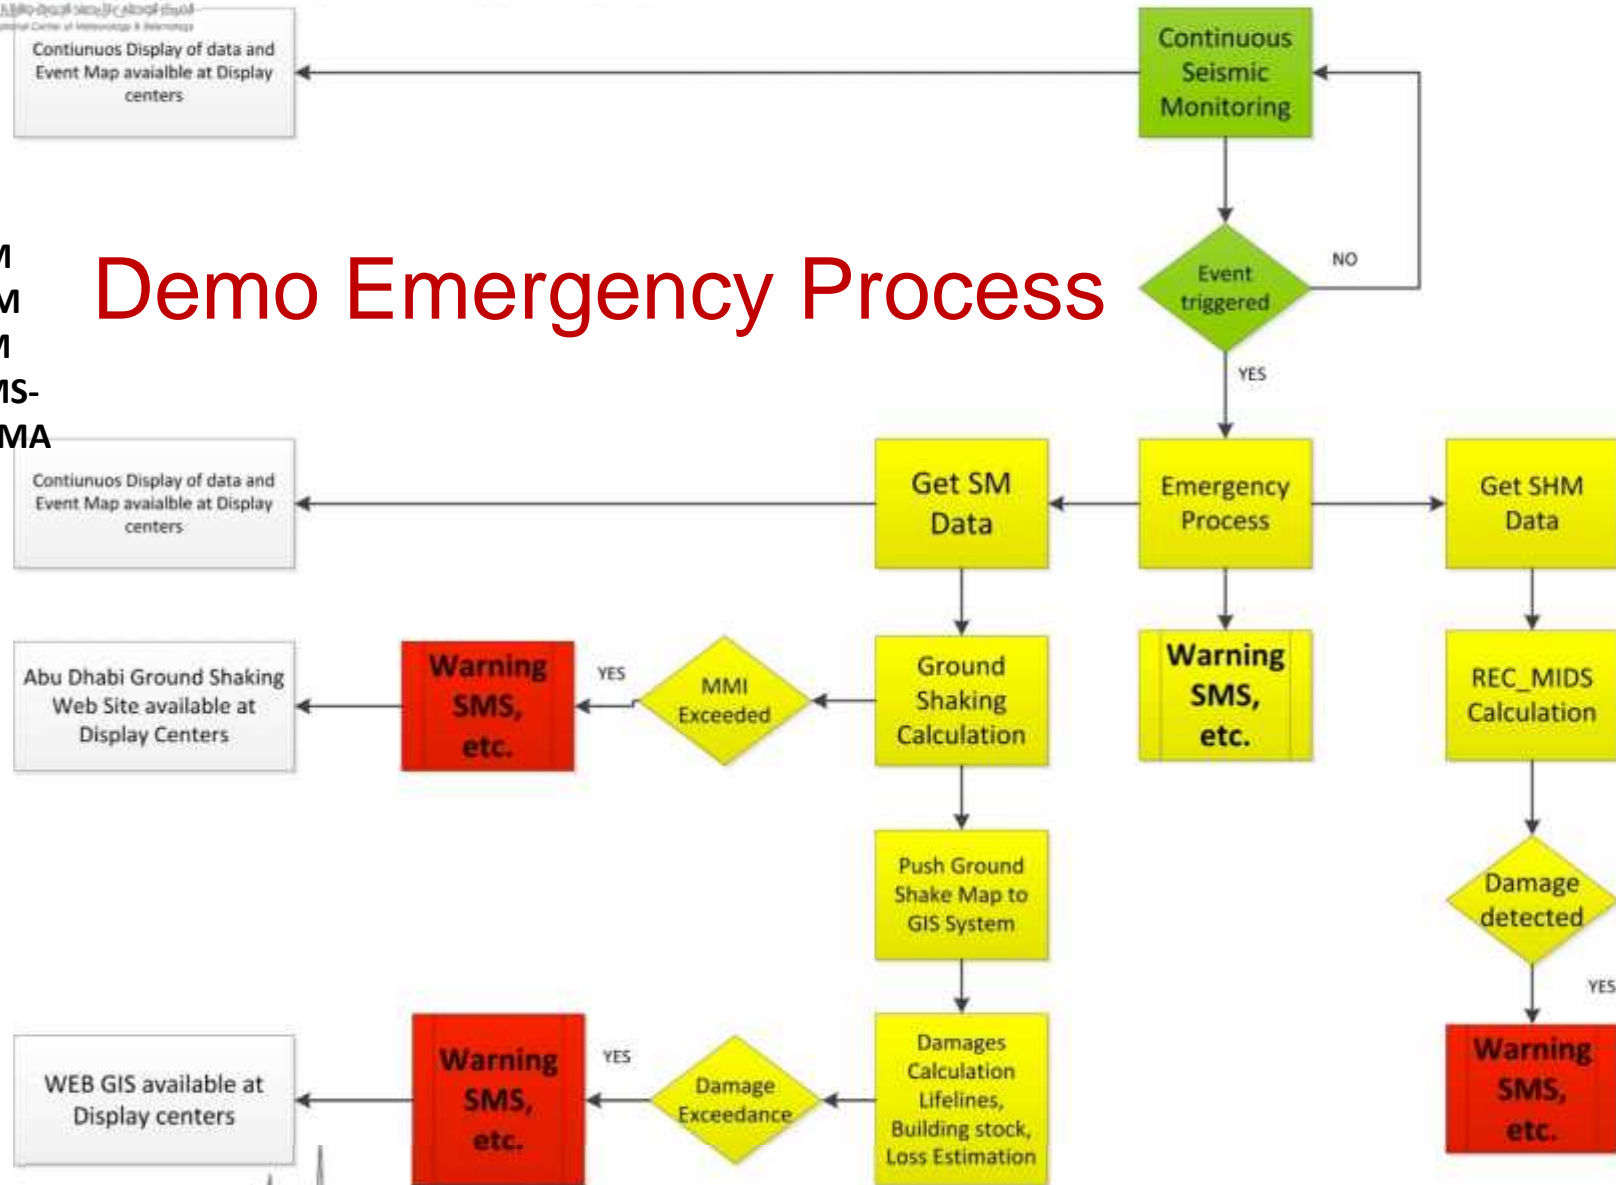 Contiunuos Display of data and
Event Map avaialble at Display
centers
Continuous
Seismic
Monitoring
Demo Emergency Process
Event
triggered
NO
YES
M
M
M
MS-
MA
Contiunuos Display of data and
Event Map avaialble at Display
centers
Get SM
Data
Emergency
Process
Get SHM
Data
Abu Dhabi Ground Shaking
Web Site available at
Display Centers
Warning
SMS,
etc.
YES
MMI
Exceeded
Ground
Shaking
Calculation
Warning
SMS,
etc.
REC_MIDS
Calculation
Push Ground
Shake Map to
GIS System
Damage
detected
YES
WEB GIS available at
Display centers
Warning
SMS,
etc.
YES
Damage
Exceedance
Damages
Calculation
Lifelines,
Building stock,
Loss Estimation
Warning
SMS,
etc.